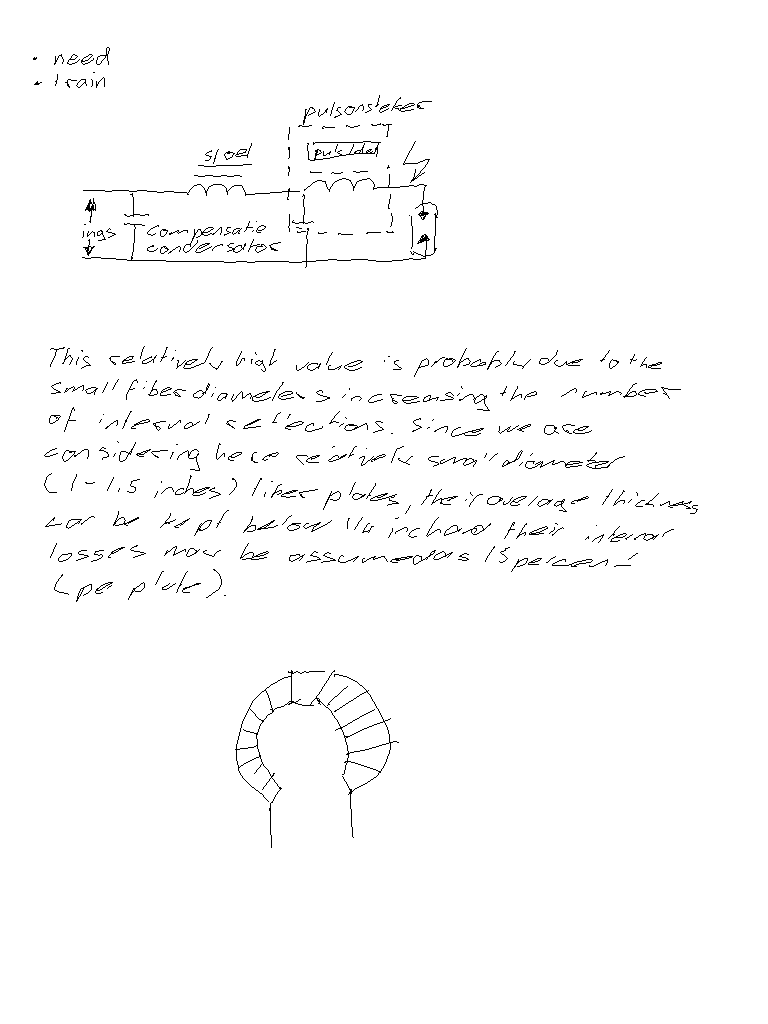 • need
• train
pulsonsteker
spoel
ings
compensatie
condensator
This relatively high value is probably due to the
small fiber diameters increasing the number
of internal reflections. Since we are
considering here relatively small diameter
(1-1.5 inches) fiber plates, their average thickness
can be kept below 1/4 inch and their internal
losses may be assumed as 15 percent
(pe plate).